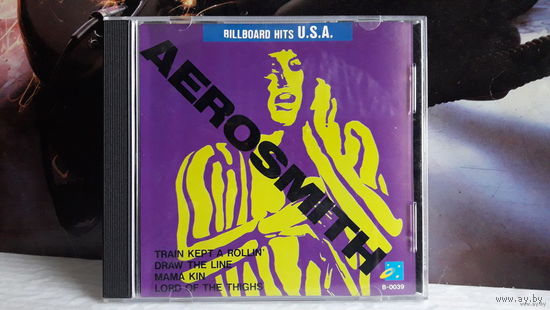 BILLBOARD HITS U.S.A.
AEROSMITH
TRAIN KEPT A ROLLIN'
DRAW THE LINE
MAMA KIN
LORD OF THE THIGHS
B-0039
www.ay.by